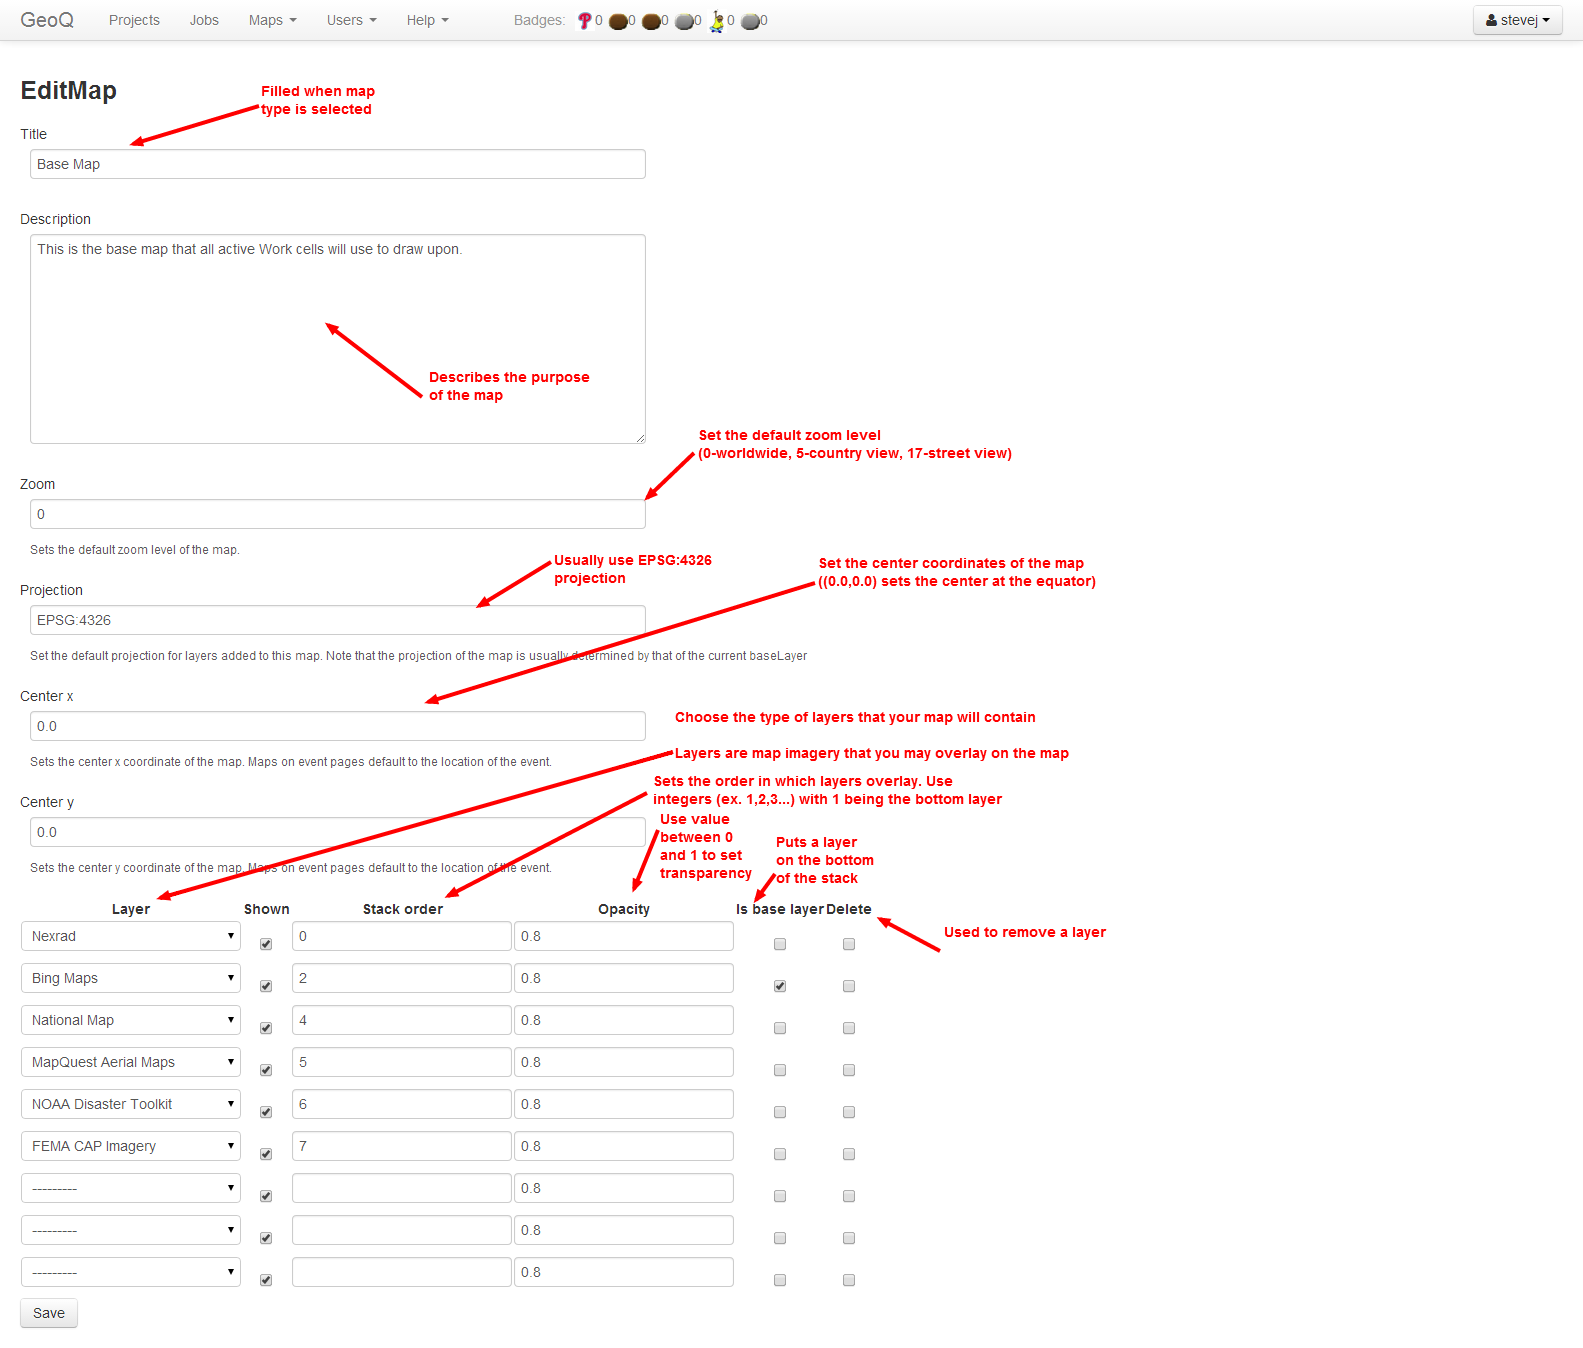 GeoQ Projects Jobs Maps Users Help Badges: 0 0 0 0 0 0 stevej
EditMap
Filled when map
type is selected
Title
Base Map
Description
This is the base map that all active Work cells will use to draw upon.
Describes the purpose
of the map
Set the default zoom level
(0-worldwide, 5-country view, 17-street view)
Zoom
0
Sets the default zoom level of the map.
Usually use EPSG:4326
projection
Set the center coordinates of the map
((0.0,0.0) sets the center at the equator)
Projection
EPSG:4326
Set the default projection for layers added to this map. Note that the projection of the map is usually determined by that of the current baseLayer
Center x
0.0
Choose the type of layers that your map will contain
Sets the center x coordinate of the map. Maps on event pages default to the location of the event.
Layers are map imagery that you may overlay on the map
Sets the order in which layers overlay. Use
integers (ex. 1,2,3...) with 1 being the bottom layer
Center y
0.0
Use value
between 0
and 1 to set
transparency
Puts a layer
on the bottom
of the stack
Sets the center y coordinate of the map. Maps on event pages default to the location of the event.
Layer Shown Stack order Opacity Is base layer Delete
Used to remove a layer
Nexrad 0 0.8
Bing Maps 2 0.8
National Map 4 0.8
MapQuest Aerial Maps 5 0.8
NOAA Disaster Toolkit 6 0.8
FEMA CAP Imagery 7 0.8
--------- 0.8
--------- 0.8
--------- 0.8
Save